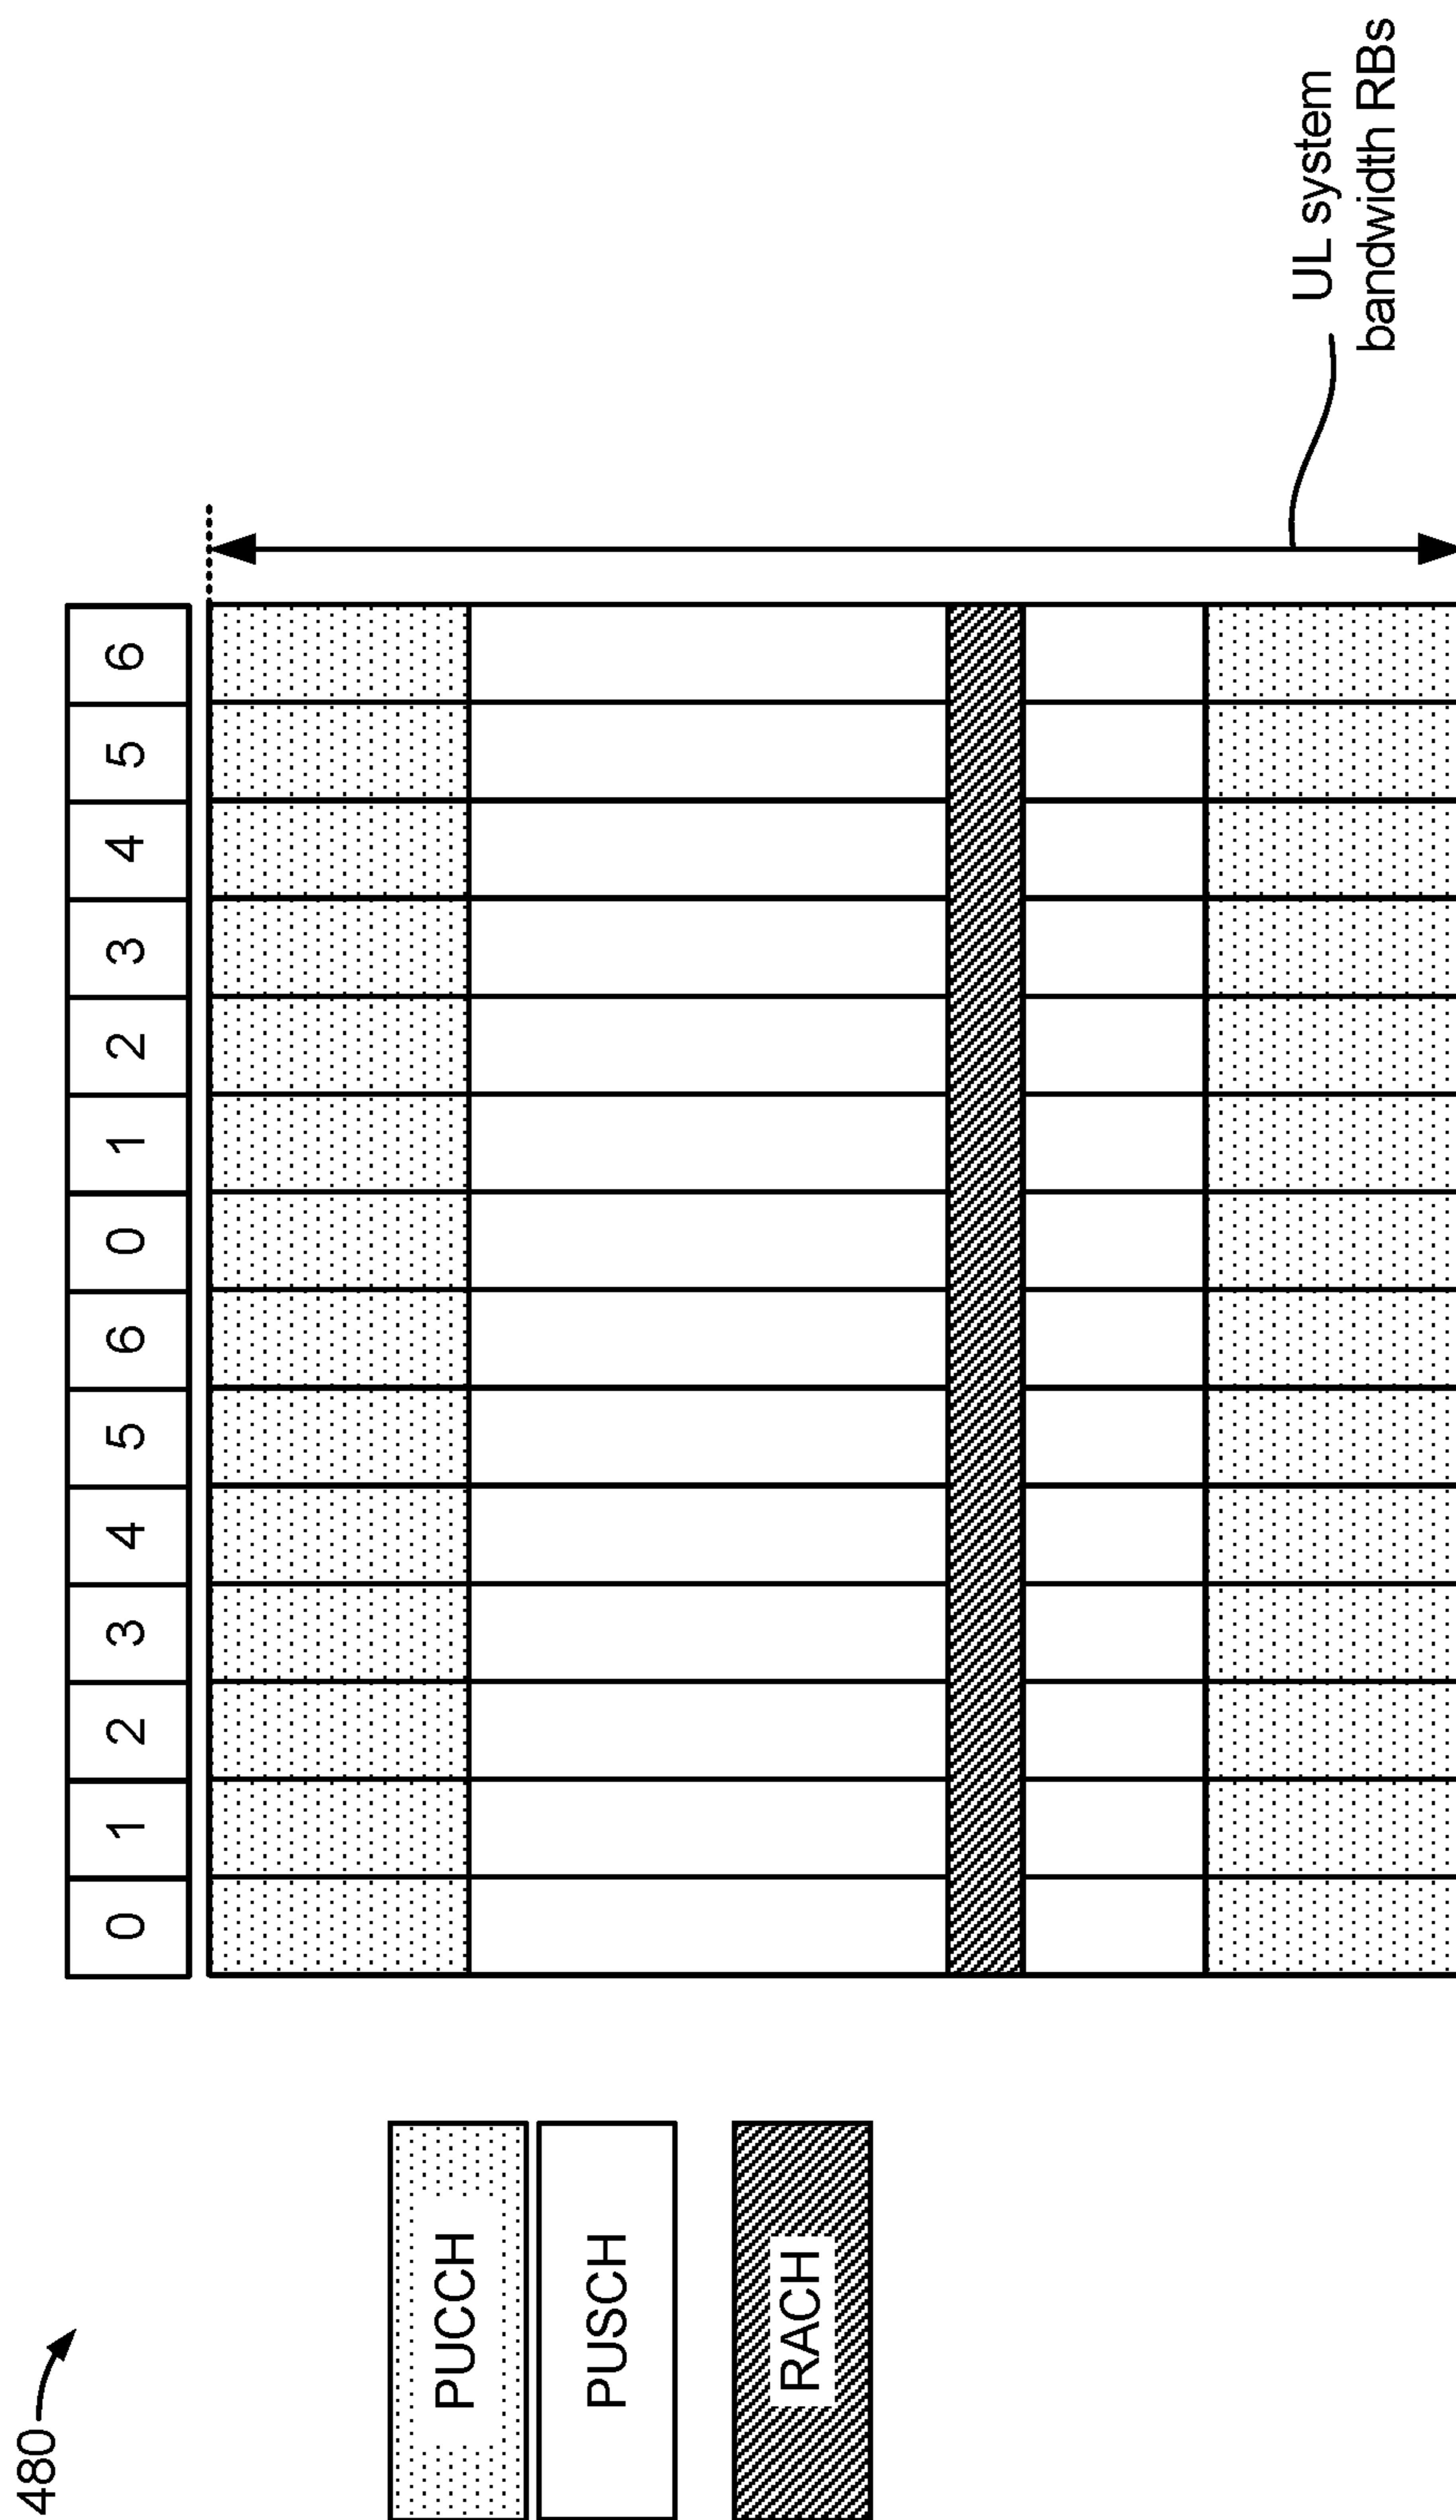 480
0 1 2 3 4 5 6 0 1 2 3 4 5 6
PUCCH
PUSCH
RACH
UL system
bandwidth RBs